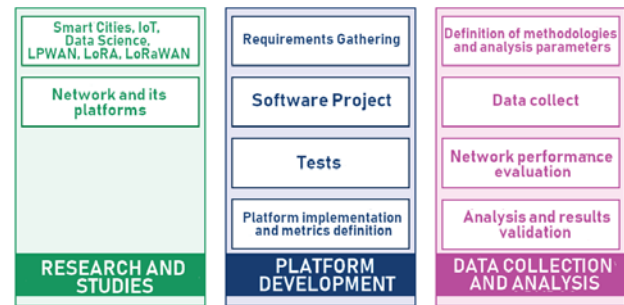 Smart Cities, IoT,
Data Science,
LPWAN, LoRA, LoRaWAN
Network and its
platforms
RESEARCH AND
STUDIES
Requirements Gathering
Software Project
Tests
Platform implementation
and metrics definition
PLATFORM
DEVELOPMENT
Definition of methodologies
and analysis parameters
Data collect
Network performance
evaluation
Analysis and results
validation
DATA COLLECTION
AND ANALYSIS